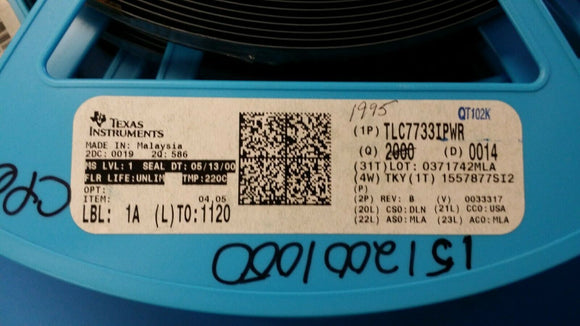 1995
QT102K
TEXAS
INSTRUMENTS
MADE IN: Malaysia
2DC: 0019 2Q: 586
MS LVL: 1 SEAL DT: 05/13/00
FLR LIFE:UNLIM TMP:220C
OPT:
ITEM: 04,05
LBL: 1A (L)TO:1120
(1P) TLC7733IPWR
(Q) 2000 (D) 0014
(31T)LOT: 0371742MLA
(4W) TKY(1T) 1557877SI2
(P)
(2P) REV: B (V) 0033317
(20L) CSO:DLN (21L) CCO:USA
(22L) ASO:MLA (23L) ACO:MLA
151200/000